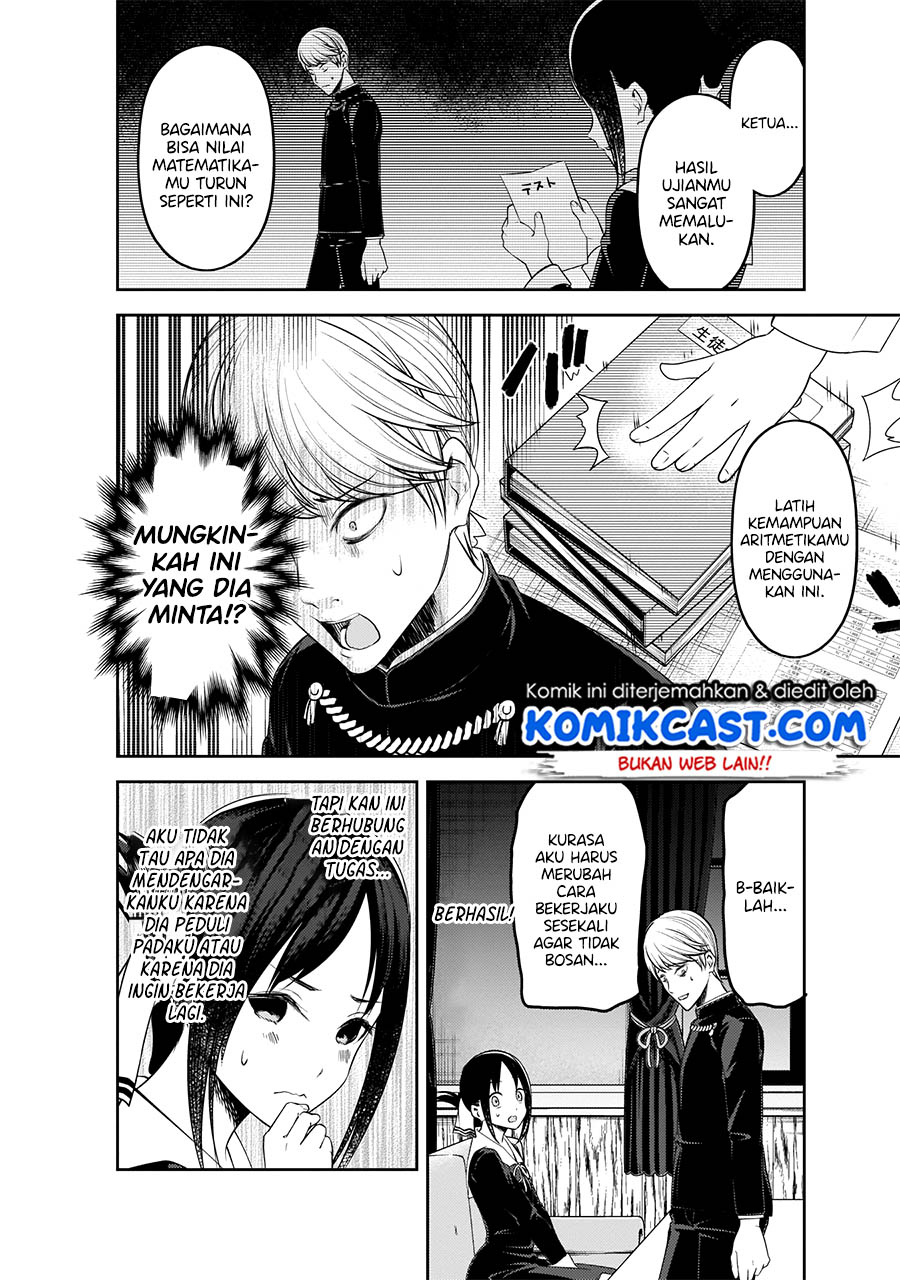 KETUA...
HASIL
UJIANMU
SANGAT
MEMALU-
KAN.
テスト
BAGAIMANA
BISA NILAI
MATEMATIKA-
MU TURUN
SEPERTI INI?
生徒
LATIH
KEMAMPUAN
ARITMETIKAMU
DENGAN
MENGGUNA-
KAN INI.
MUNGKIN-
KAH INI
YANG DIA
MINTA!?
Komik ini diterjemahkan & diedit oleh
KOMIKCAST.COM
BUKAN WEB LAIN!!
B-BAIK-
LAH...
KURASA
AKU HARUS
MERUBAH
CARA
BEKERJAKU
SESEKALI
AGAR TIDAK
BOSAN...
BERHASIL!
TAPI KAN INI
BERHUBUNG
AN DENGAN
TUGAS...
AKU TIDAK
TAU APA DIA
MENDENGAR-
KANKU KARENA
DIA PEDULI
PADAKU ATAU
KARENA DIA
INGIN BEKERJA
LAGI.